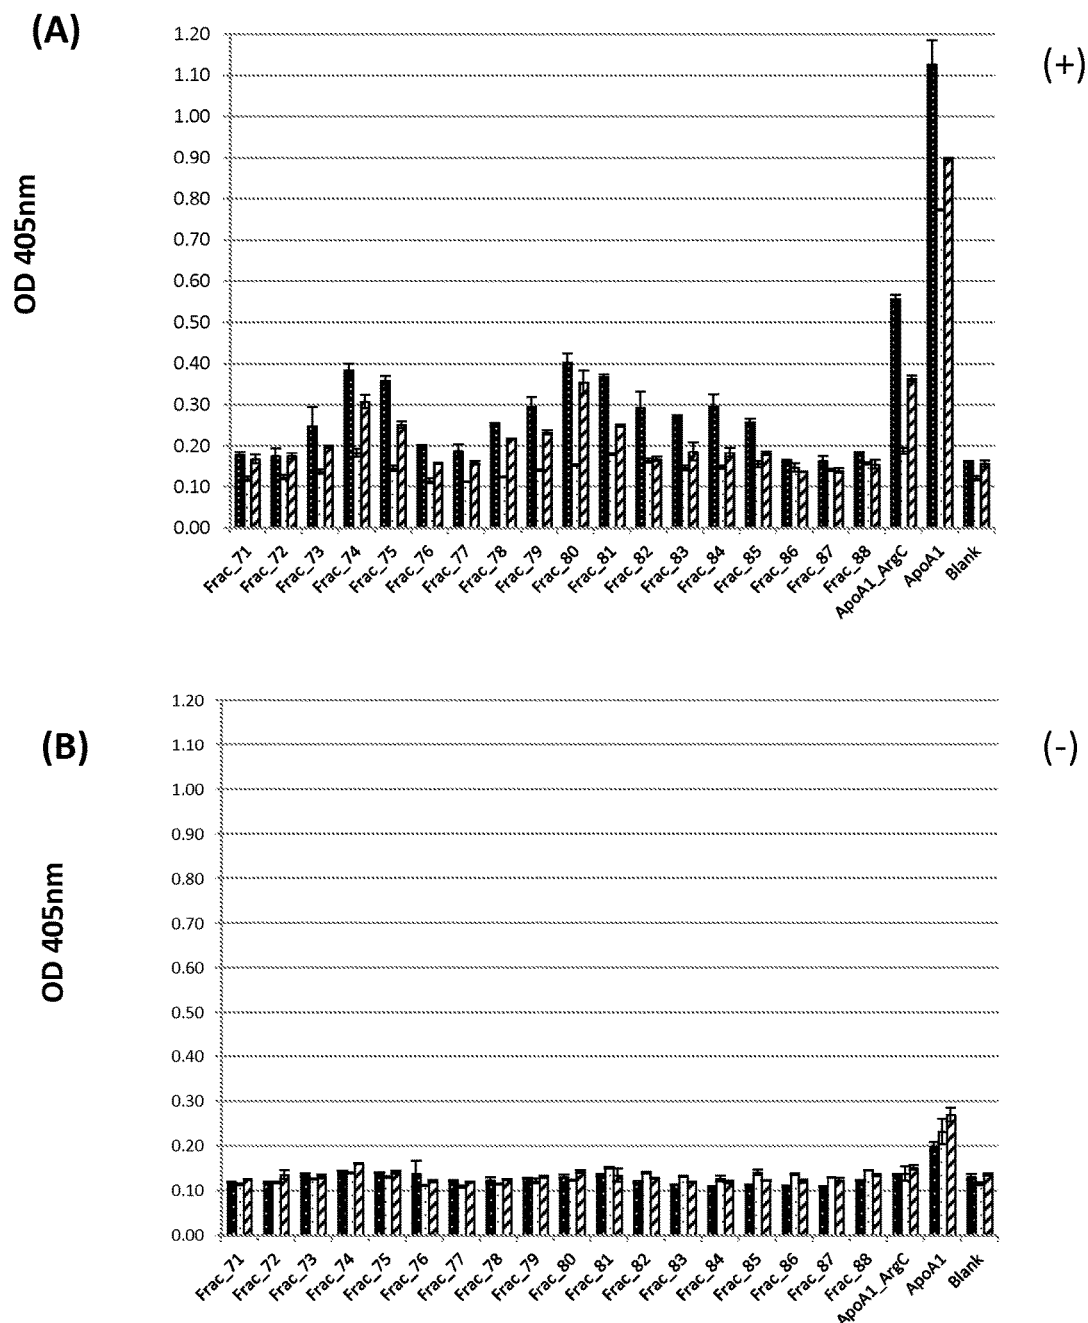 (A)
(+)
OD 405nm
1.20
1.10
1.00
0.90
0.80
0.70
0.60
0.50
0.40
0.30
0.20
0.10
0.00
Frac_71
Frac_72
Frac_73
Frac_74
Frac_75
Frac_76
Frac_77
Frac_78
Frac_79
Frac_80
Frac_81
Frac_82
Frac_83
Frac_84
Frac_85
Frac_86
Frac_87
Frac_88
ApoA1_ArgC
ApoA1
Blank
(B)
(-)
OD 405nm
1.20
1.10
1.00
0.90
0.80
0.70
0.60
0.50
0.40
0.30
0.20
0.10
0.00
Frac_71
Frac_72
Frac_73
Frac_74
Frac_75
Frac_76
Frac_77
Frac_78
Frac_79
Frac_80
Frac_81
Frac_82
Frac_83
Frac_84
Frac_85
Frac_86
Frac_87
Frac_88
ApoA1_ArgC
ApoA1
Blank